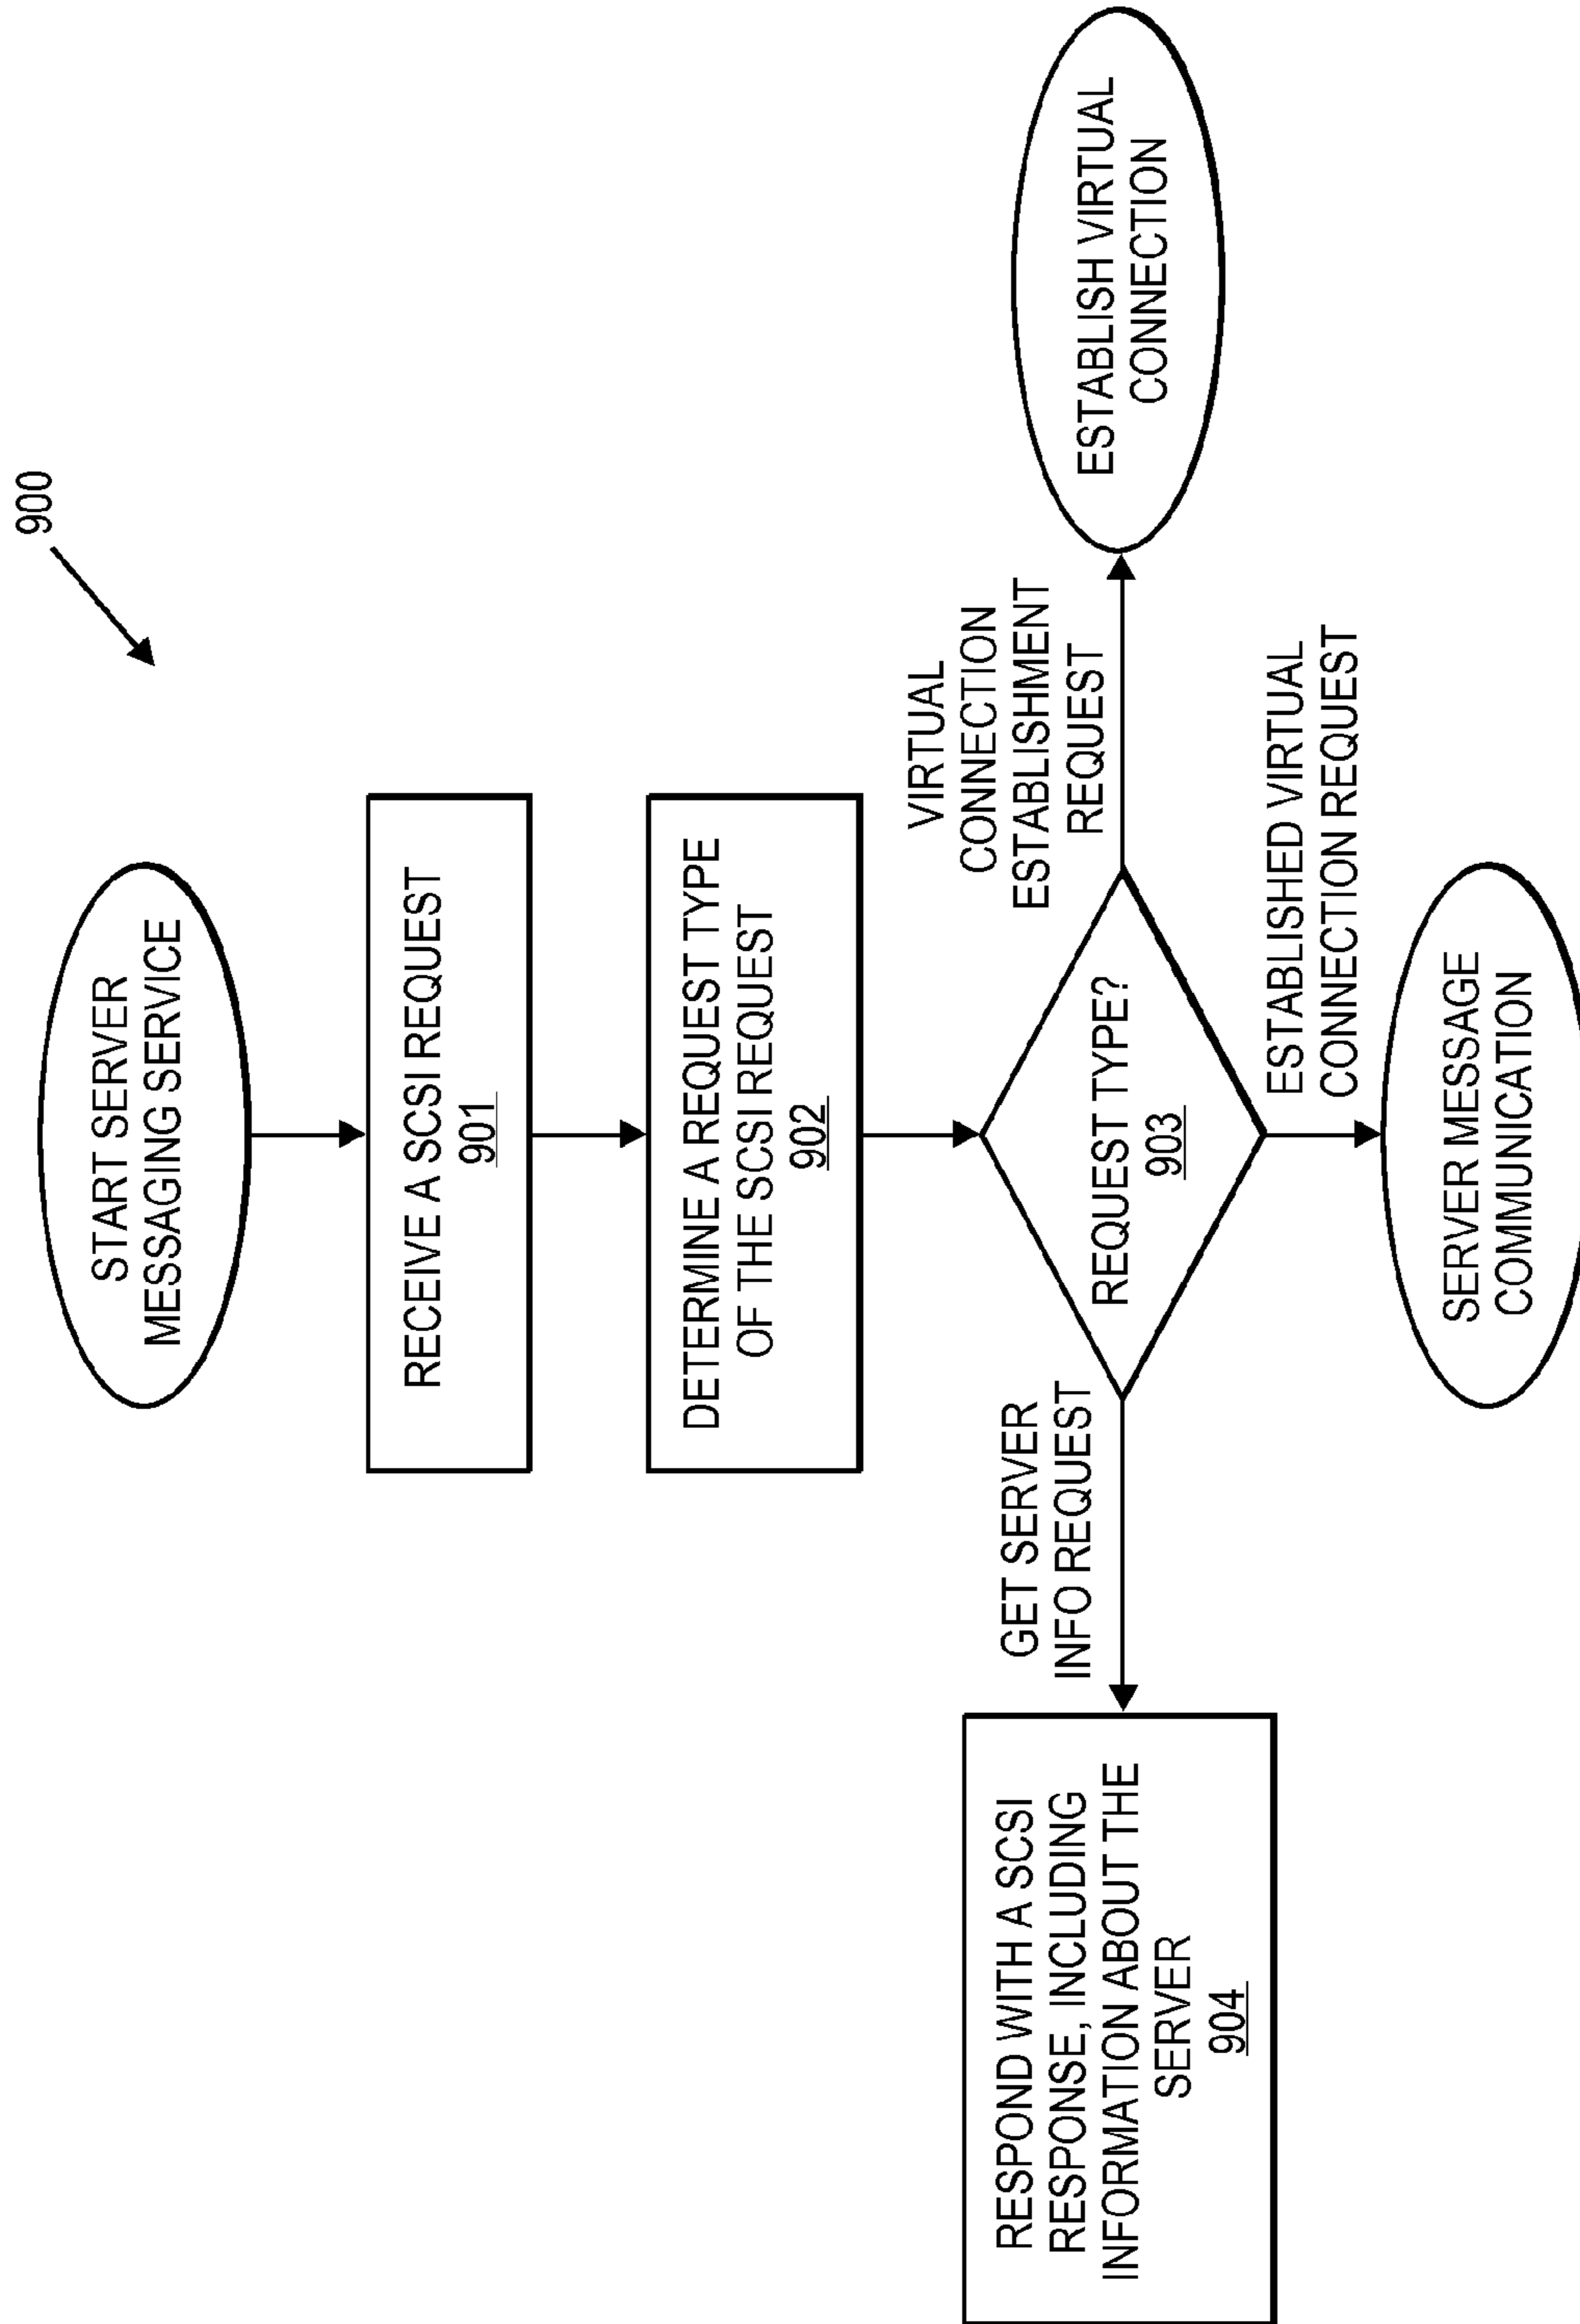 900
START SERVER
MESSAGING SERVICE
RECEIVE A SCSI REQUEST
901
DETERMINE A REQUEST TYPE
OF THE SCSI REQUEST
902
REQUEST TYPE?
903
GET SERVER
INFO REQUEST
RESPOND WITH A SCSI
RESPONSE, INCLUDING
INFORMATION ABOUT THE
SERVER
904
VIRTUAL
CONNECTION
ESTABLISHMENT
REQUEST
ESTABLISH VIRTUAL
CONNECTION
ESTABLISHED VIRTUAL
CONNECTION REQUEST
SERVER MESSAGE
COMMUNICATION